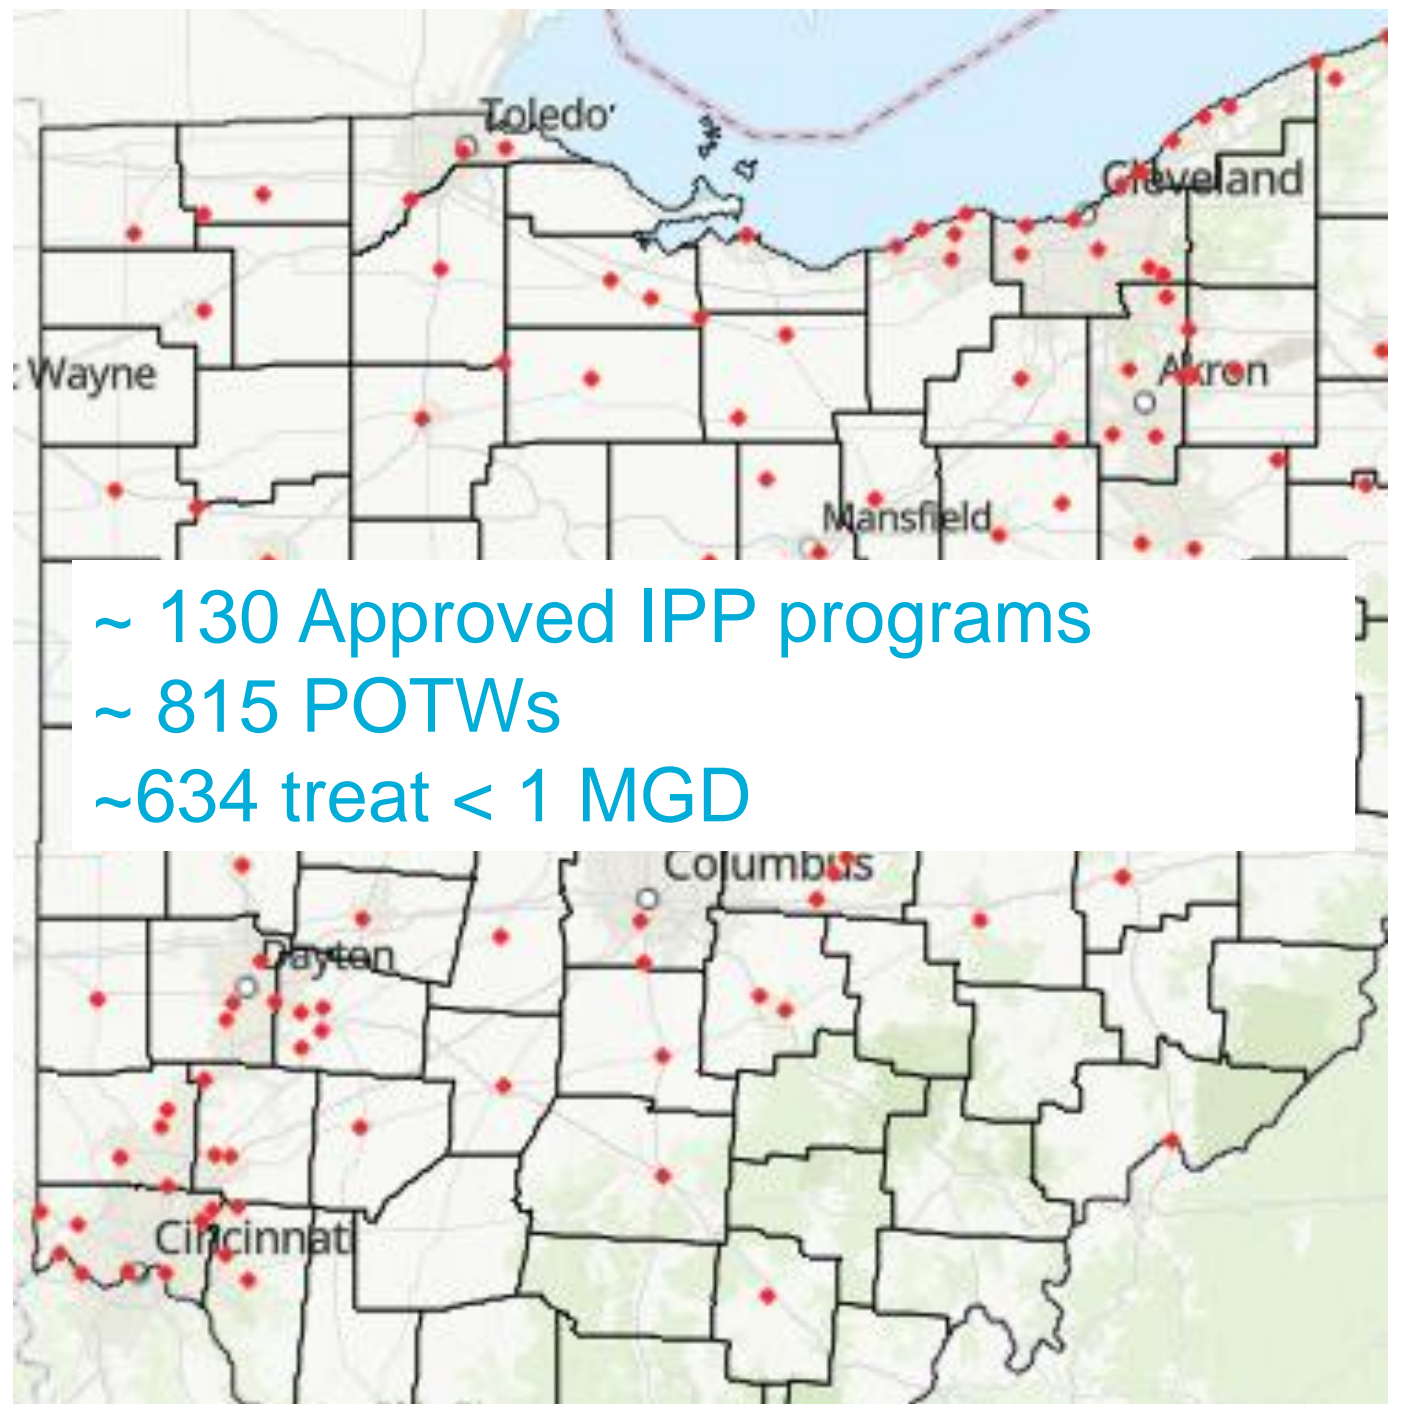 Toledo
Cleveland
Wayne
Akron
Mansfield
~ 130 Approved IPP programs
~ 815 POTWs
~634 treat < 1 MGD
Columbus
Dayton
Cincinnati